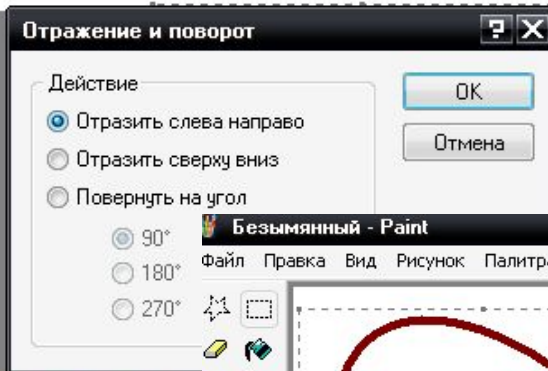 Отражение и поворот
Действие
Отразить слева направо
Отразить сверху вниз
Повернуть на угол
90°
180°
270°
OK
Отмена
Безымянный - Paint
Файл Правка Вид Рисунок Палитра